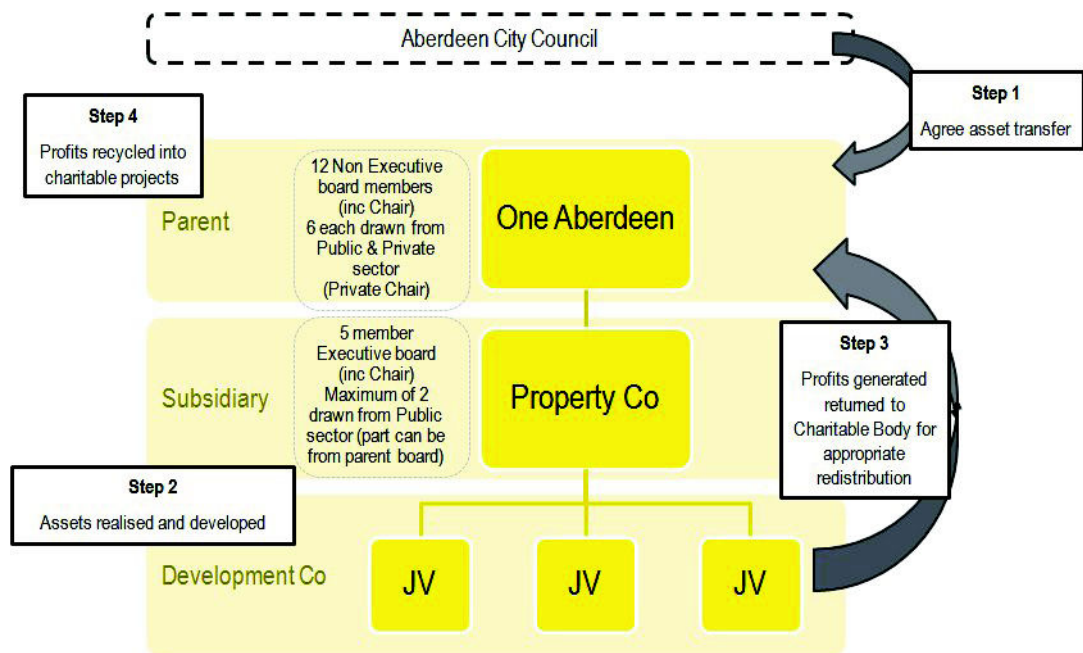 Aberdeen City Council
Step 1
Agree asset transfer
Step 4
Profits recycled into
charitable projects
Parent
12 Non Executive
board members
(inc Chair)
6 each drawn from
Public & Private
sector
(Private Chair)
One Aberdeen
Subsidiary
5 member
Executive board
(inc Chair)
Maximum of 2
drawn from Public
sector (part can be
from parent board)
Property Co
Step 3
Profits generated
returned to
Charitable Body for
appropriate
redistribution
Step 2
Assets realised and developed
Development Co
JV
JV
JV